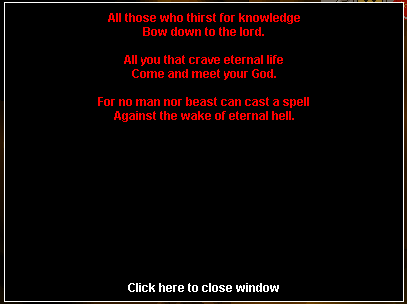 All those who thirst for knowledge
Bow down to the lord.
All you that crave eternal life
Come and meet your God.
For no man nor beast can cast a spell
Against the wake of eternal hell.
Click here to close window